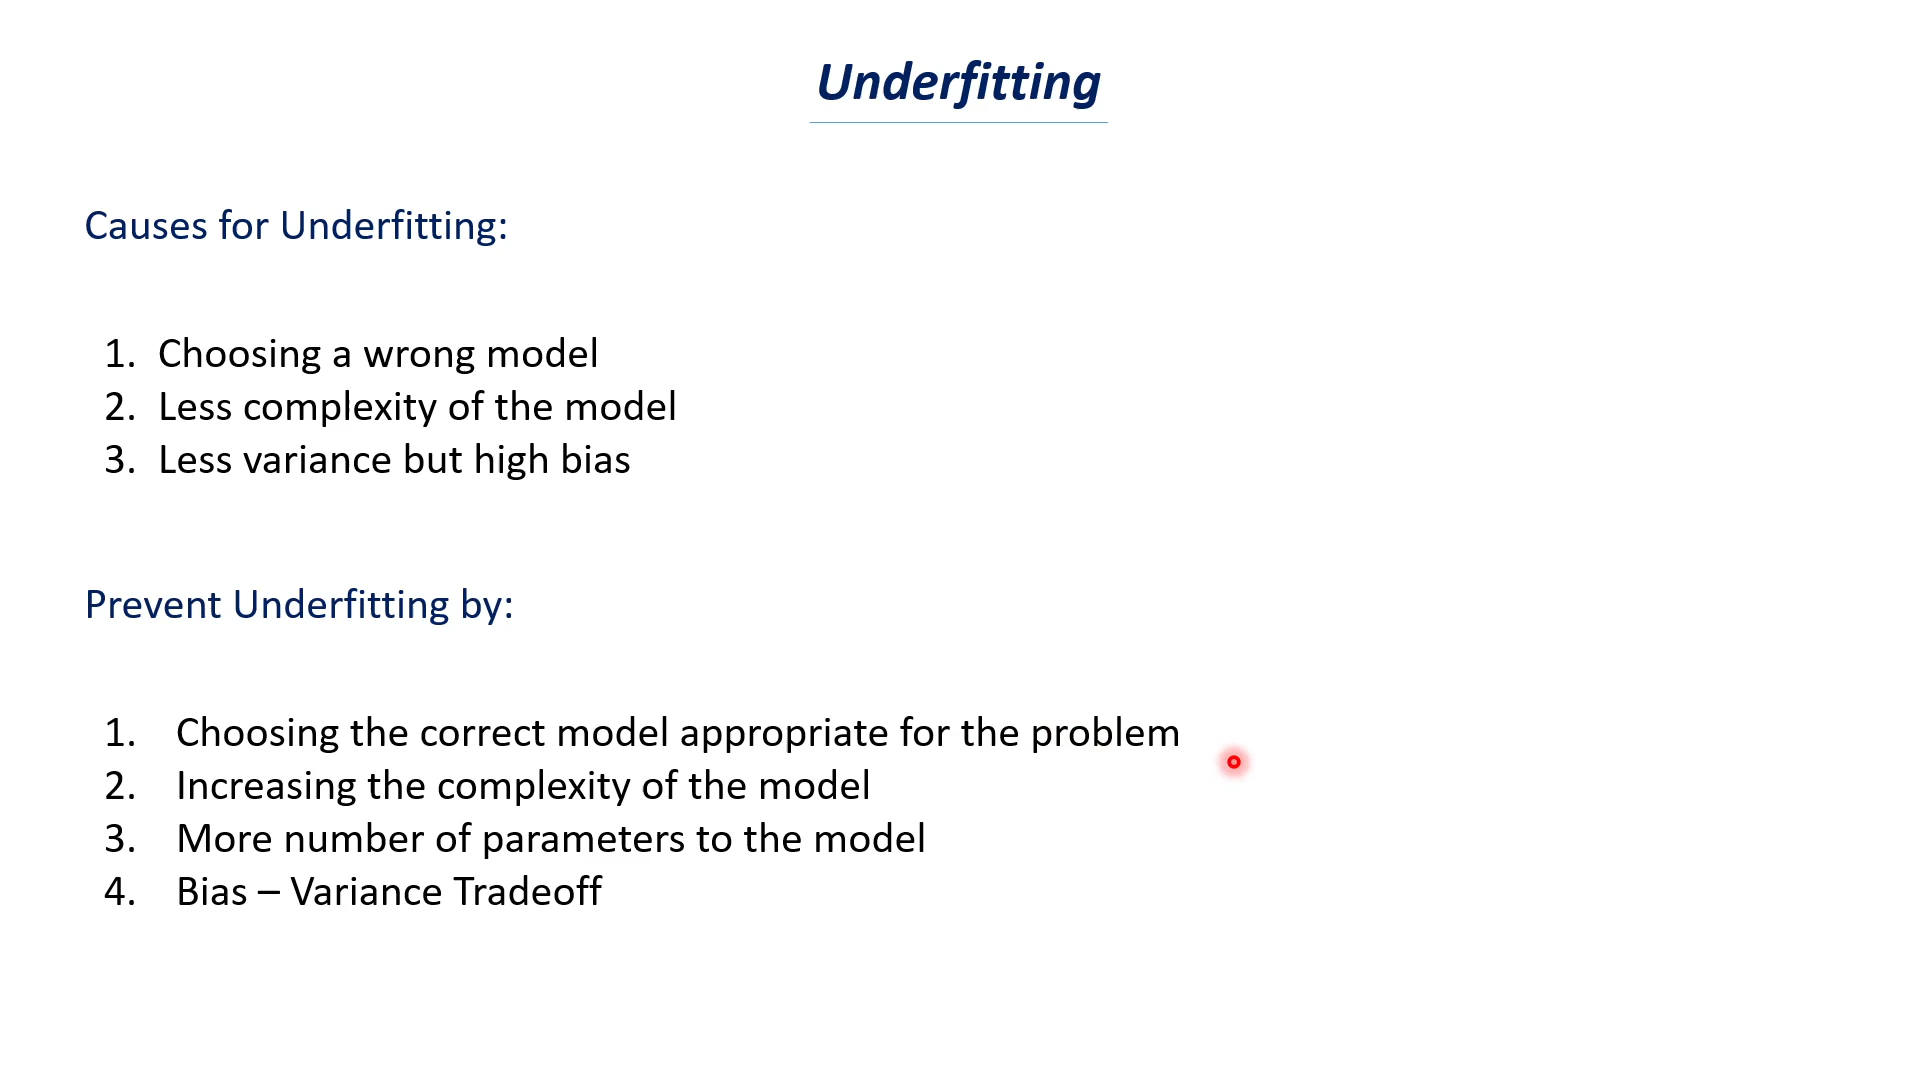 Underfitting
Causes for Underfitting:
1. Choosing a wrong model
2. Less complexity of the model
3. Less variance but high bias
Prevent Underfitting by:
1. Choosing the correct model appropriate for the problem
2. Increasing the complexity of the model
3. More number of parameters to the model
4. Bias – Variance Tradeoff